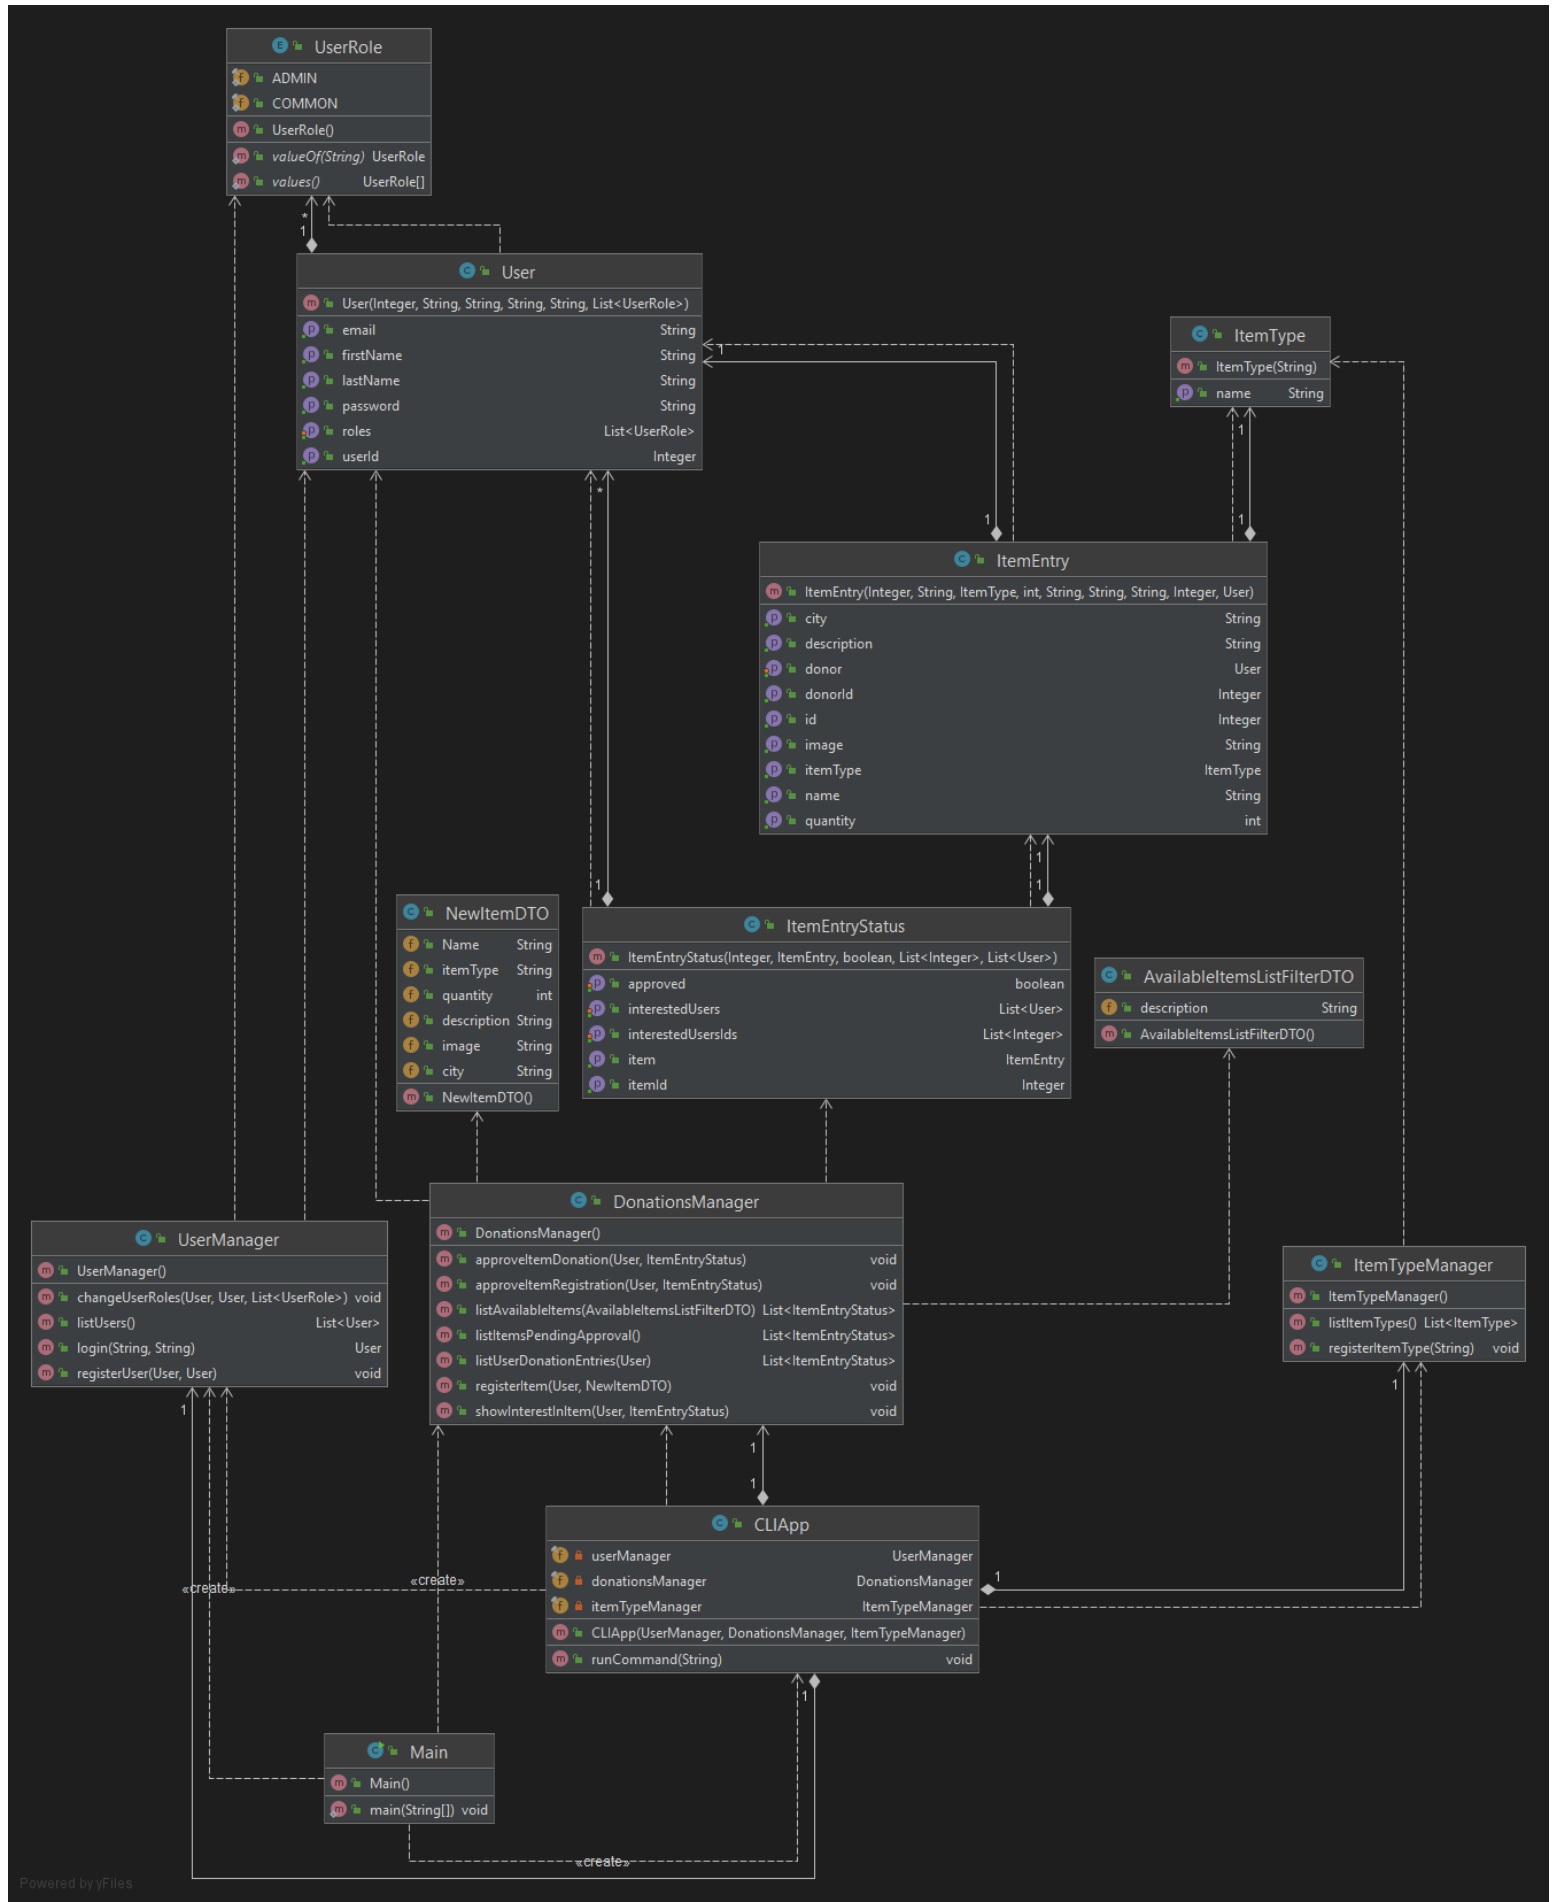 UserRole
ADMIN
COMMON
UserRole()
valueOf(String) UserRole
values() UserRole[]
*
1
User
User(Integer, String, String, String, String, List<UserRole>)
email String
firstName String
lastName String
password String
roles List<UserRole>
userId Integer
1
*
ItemType
ItemType(String)
name String
1
1
1
ItemEntry
ItemEntry(Integer, String, ItemType, int, String, String, String, Integer, User)
city String
description String
donor User
donorId Integer
id Integer
image String
itemType ItemType
name String
quantity int
1
1
1
NewItemDTO
Name String
itemType String
quantity int
description String
image String
city String
NewItemDTO()
ItemEntryStatus
ItemEntryStatus(Integer, ItemEntry, boolean, List<Integer>, List<User>)
approved boolean
interestedUsers List<User>
interestedUsersIds List<Integer>
item ItemEntry
itemId Integer
AvailableItemsListFilterDTO
description String
AvailableItemsListFilterDTO()
UserManager
UserManager()
changeUserRoles(User, User, List<UserRole>) void
listUsers() List<User>
login(String, String) User
registerUser(User, User) void
1
DonationsManager
DonationsManager()
approveItemDonation(User, ItemEntryStatus) void
approveItemRegistration(User, ItemEntryStatus) void
listAvailableItems(AvailableItemsListFilterDTO) List<ItemEntryStatus>
listItemsPendingApproval() List<ItemEntryStatus>
listUserDonationEntries(User) List<ItemEntryStatus>
registerItem(User, NewItemDTO) void
showInterestInItem(User, ItemEntryStatus) void
1
1
ItemTypeManager
ItemTypeManager()
listItemTypes() List<ItemType>
registerItemType(String) void
1
CLIApp
userManager UserManager
donationsManager DonationsManager
itemTypeManager ItemTypeManager
CLIApp(UserManager, DonationsManager, ItemTypeManager)
runCommand(String) void
1
1
«create»
«create»
Main
Main()
main(String[]) void
«create»
Powered by yFiles